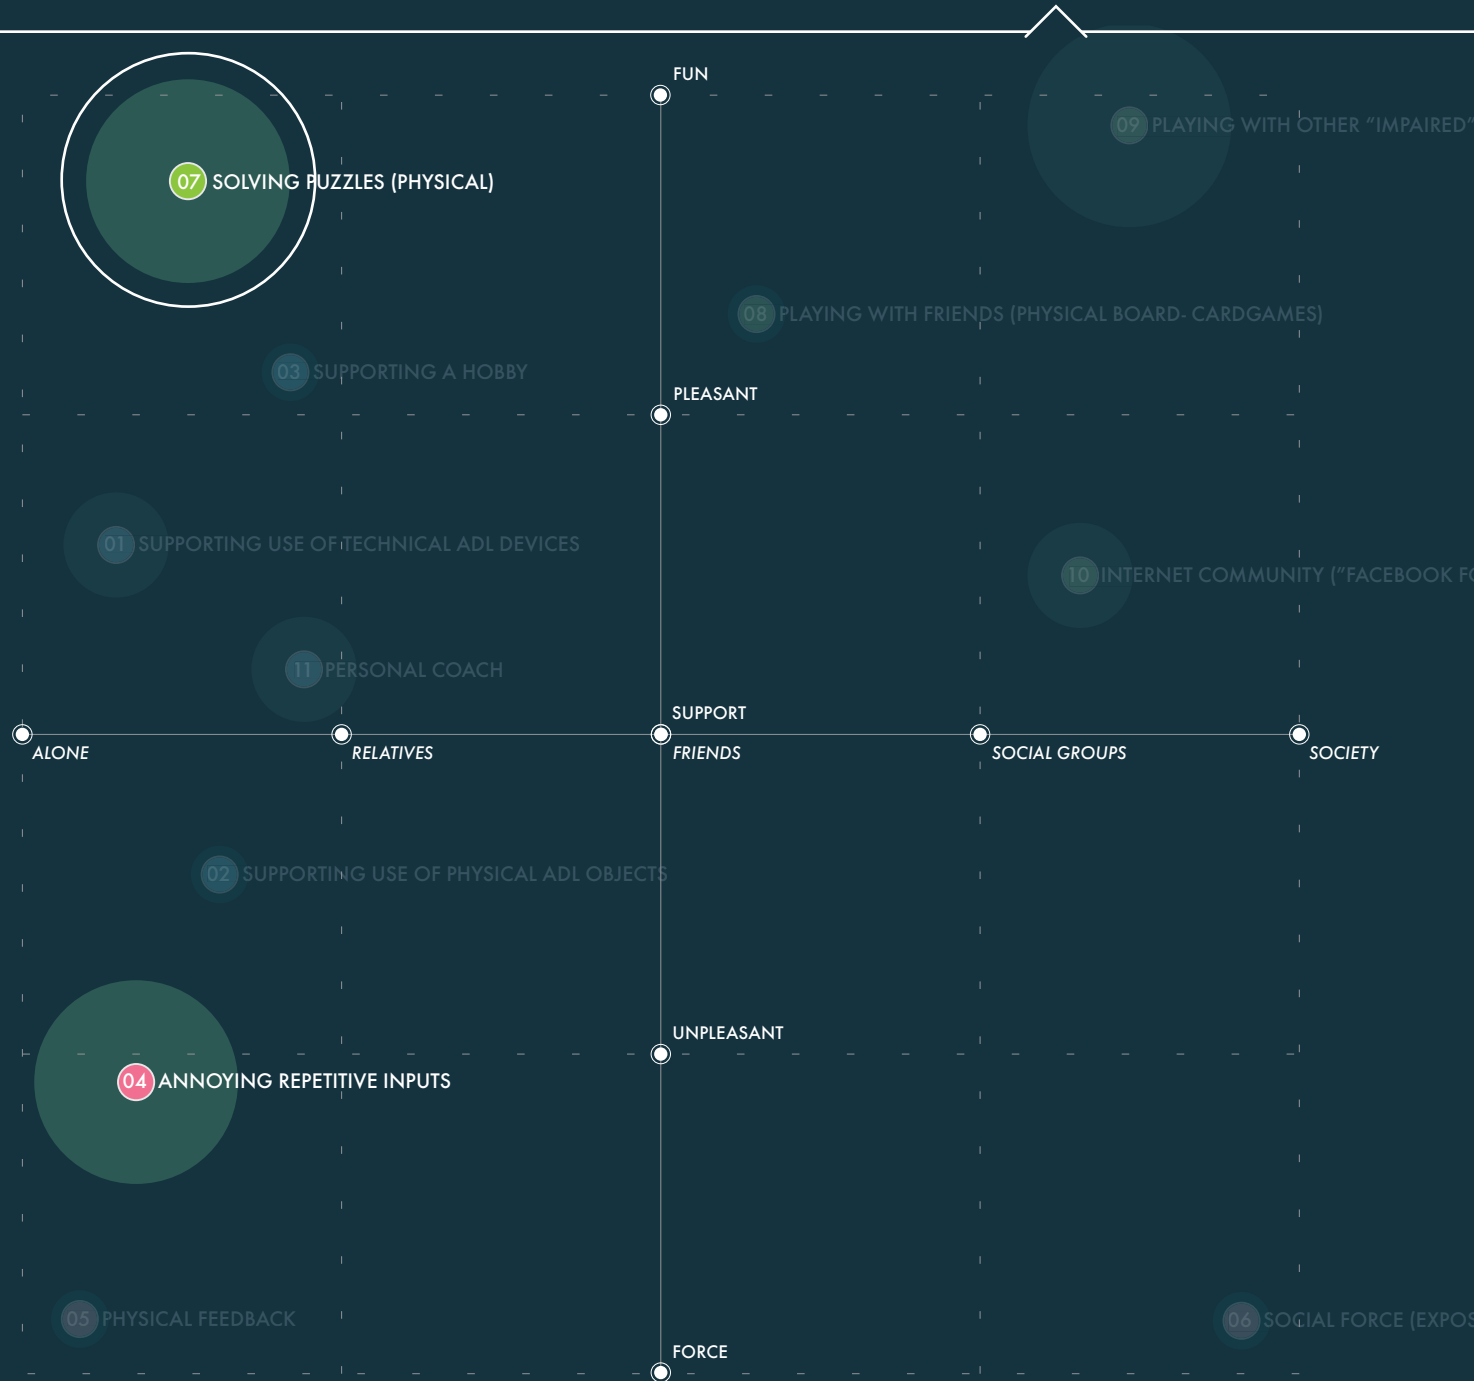 FUN
09 PLAYING WITH OTHER “IMPAIRED”
07 SOLVING PUZZLES (PHYSICAL)
08 PLAYING WITH FRIENDS (PHYSICAL BOARD- CARDGAMES)
03 SUPPORTING A HOBBY
PLEASANT
01 SUPPORTING USE OF TECHNICAL ADL DEVICES
10 INTERNET COMMUNITY (”FACEBOOK
11 PERSONAL COACH
SUPPORT
ALONE
RELATIVES
FRIENDS
SOCIAL GROUPS
SOCIETY
02 SUPPORTING USE OF PHYSICAL ADL OBJECTS
UNPLEASANT
04 ANNOYING REPETITIVE INPUTS
05 PHYSICAL FEEDBACK
06 SOCIAL FORCE
FORCE